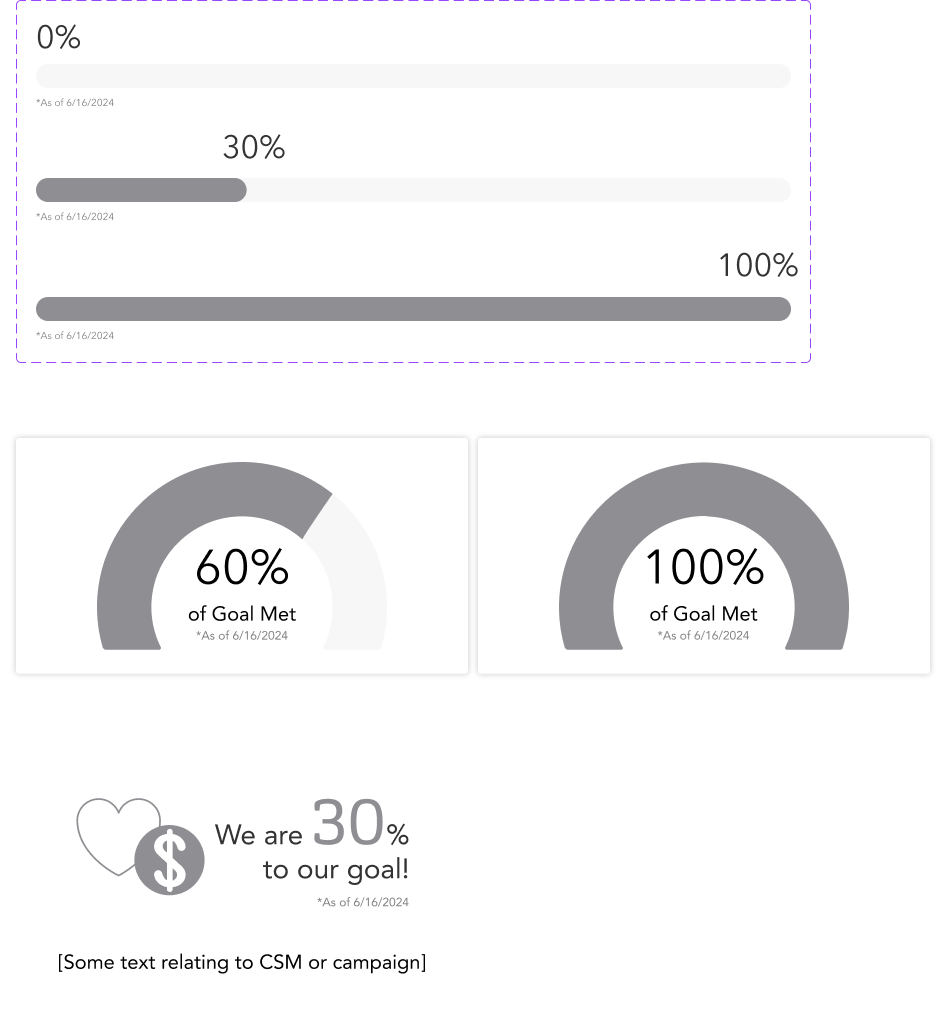 0%
*As of 6/16/2024
30%
*As of 6/16/2024
100%
*As of 6/16/2024
60%
of Goal Met
*As of 6/16/2024
100%
of Goal Met
*As of 6/16/2024
$
We are 30%
to our goal!
*As of 6/16/2024
[Some text relating to CSM or campaign]